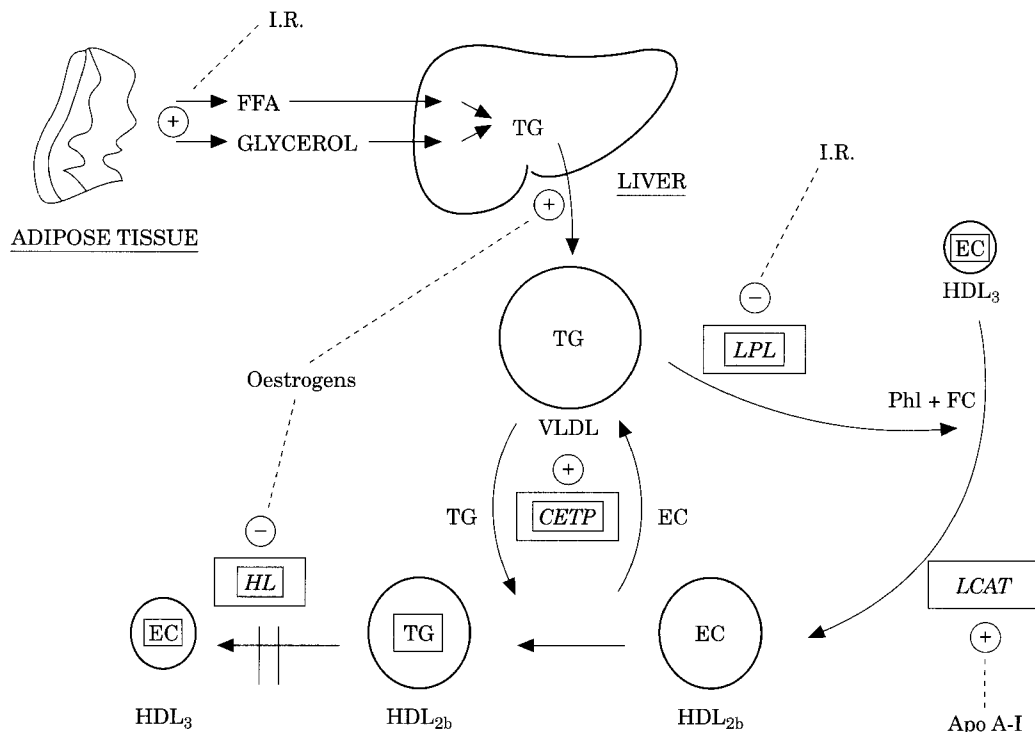 I.R.
FFA
+
GLYCEROL
TG
I.R.
LIVER
+
ADIPOSE TISSUE
EC
HDL3
−
TG
LPL
Oestrogens
Phl + FC
VLDL
+
TG
CETP
EC
−
HL
LCAT
EC
TG
EC
+
HDL3
HDL2b
HDL2b
Apo A-I